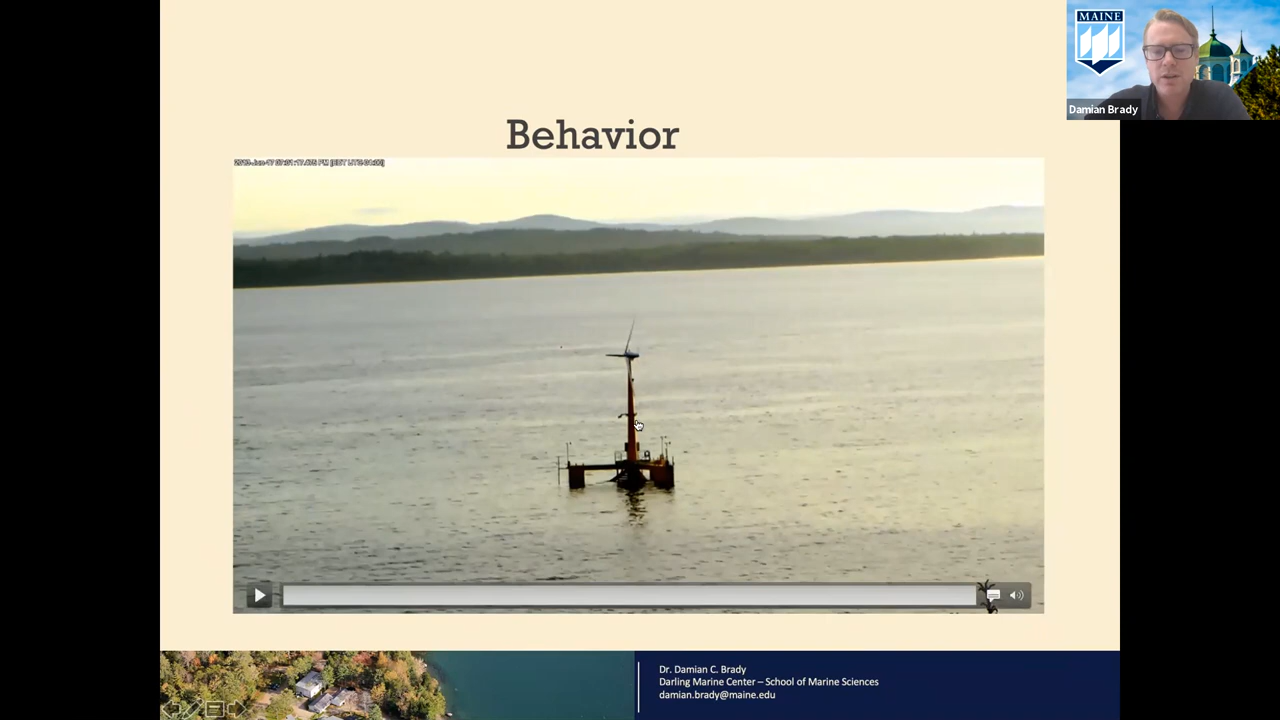 MAINE
Damian Brady
Behavior
Dr. Damian C. Brady
Darling Marine Center – School of Marine Sciences
damian.brady@maine.edu